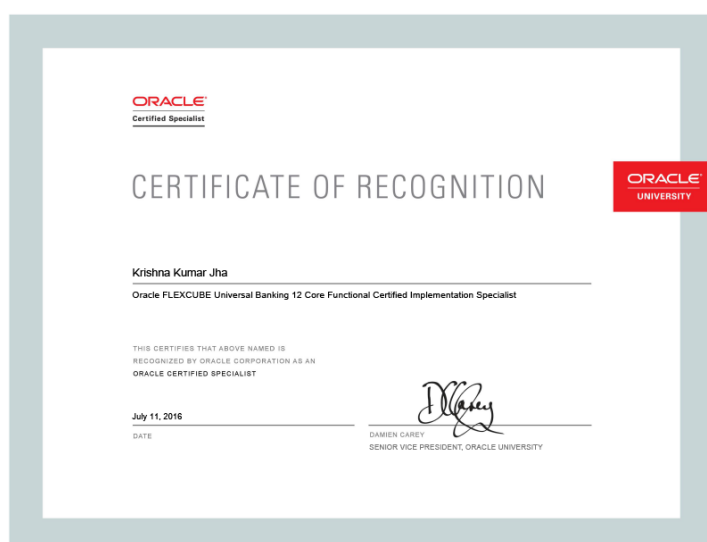 ORACLE
Certified Specialist
CERTIFICATE OF RECOGNITION
ORACLE
UNIVERSITY
Krishna Kumar Jha
Oracle FLEXCUBE Universal Banking 12 Core Functional Certified Implementation Specialist
THIS CERTIFIES THAT ABOVE NAMED IS
RECOGNIZED BY ORACLE CORPORATION AS AN
ORACLE CERTIFIED SPECIALIST
July 11, 2016
DATE
DCarey
DAMIEN CAREY
SENIOR VICE PRESIDENT, ORACLE UNIVERSITY